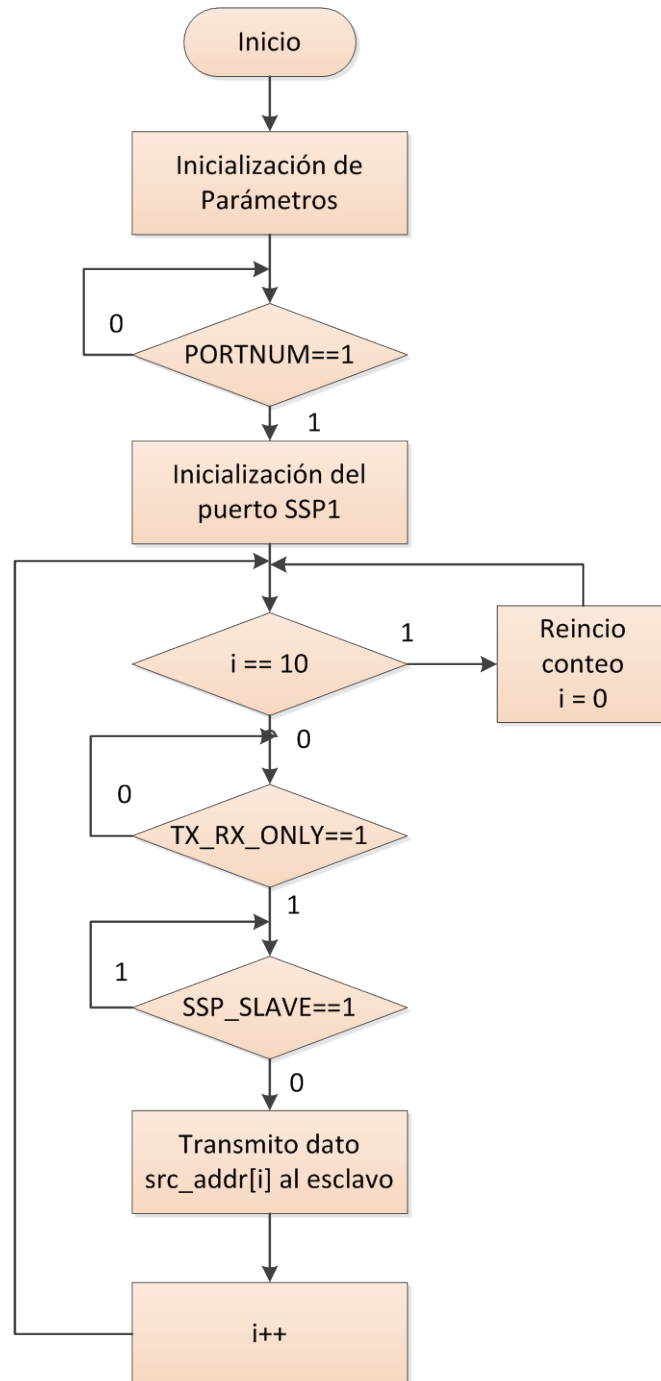 Inicio
Inicialización de
Parámetros
0
PORTNUM==1
1
Inicialización del
puerto SSP1
i == 10
1
Reincio
conteo
i = 0
0
0
TX_RX_ONLY==1
1
1
SSP_SLAVE==1
0
Transmito dato
src_addr[i] al esclavo
i++